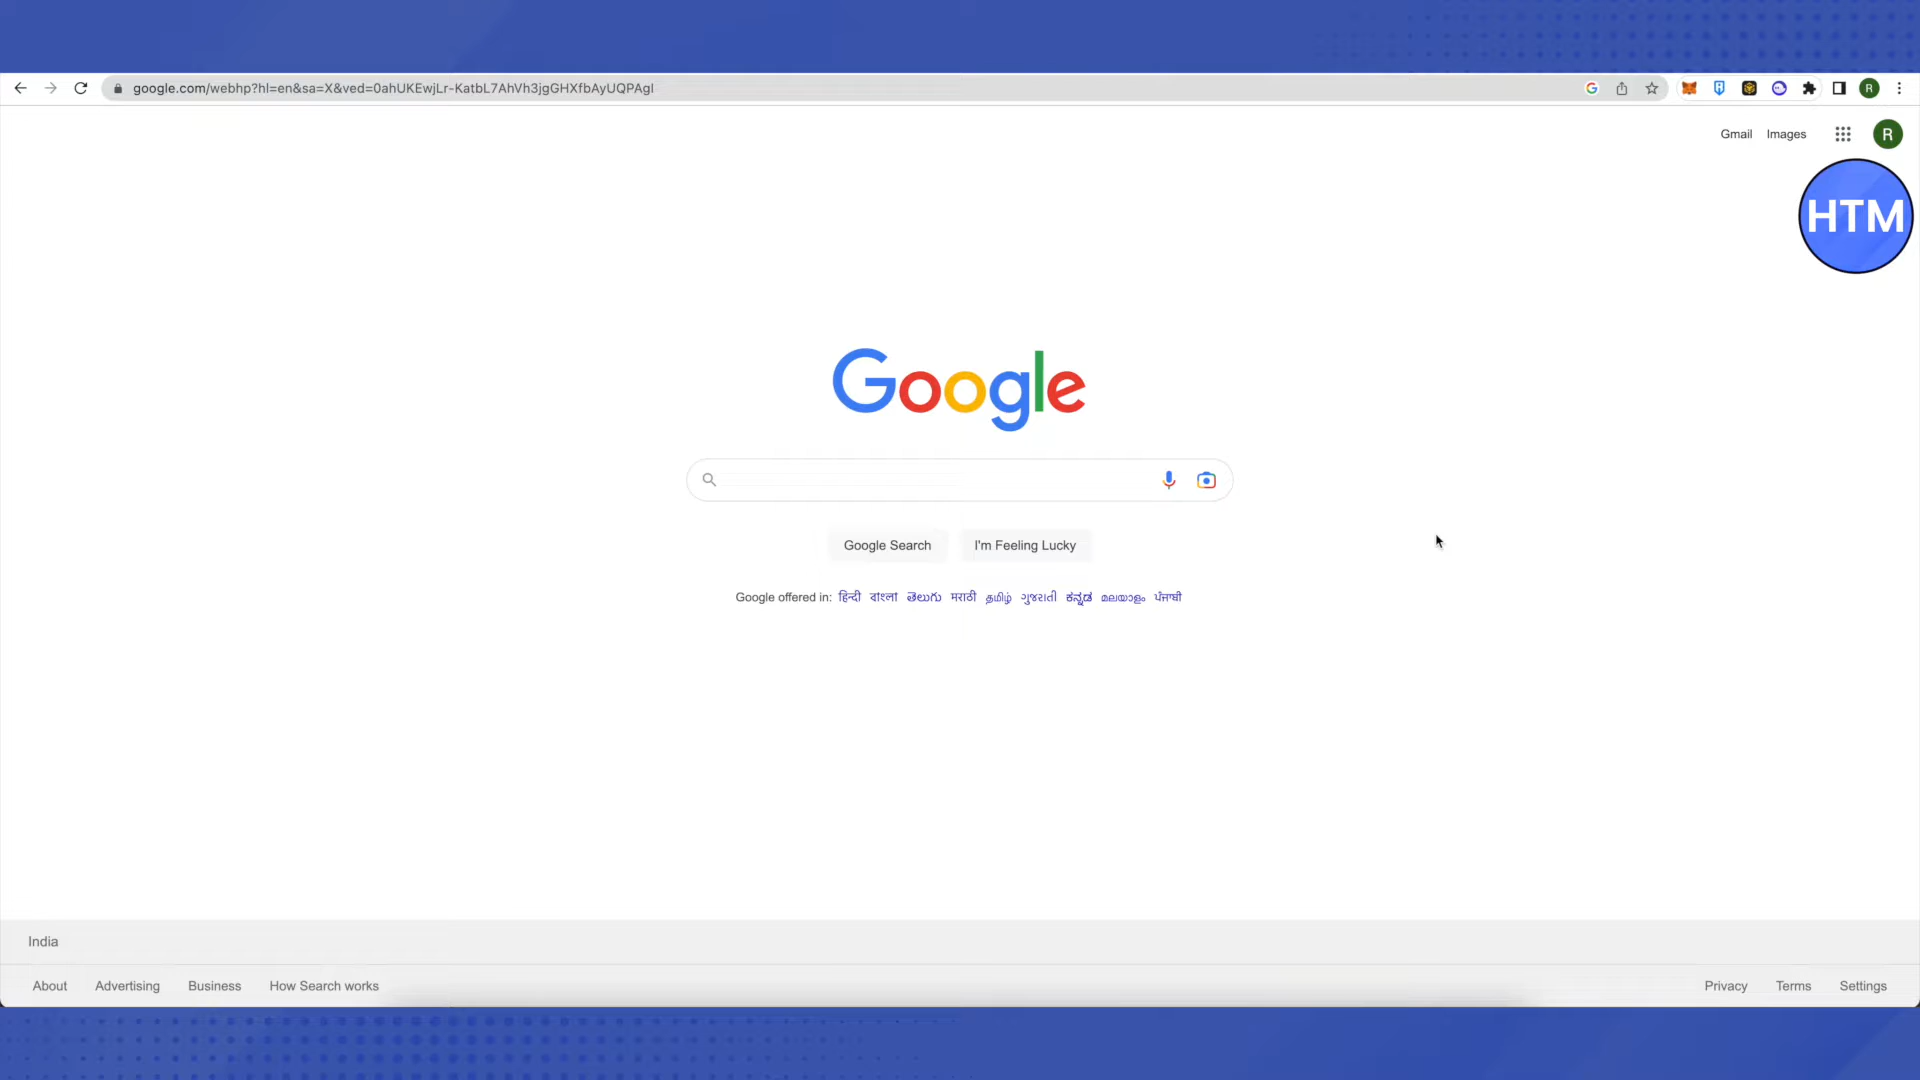 google.com/webhp?hl=en&sa=X&ved=0ahUKEwjLr-KatbL7AhVh3jgGHXfbAyUQPAgI
R
Gmail Images R
HTM
Google
Google Search I'm Feeling Lucky
Google offered in: हिन्दी বাংলা తెలుగు मराठी தமிழ் ગુજરાતી ಕನ್ನಡ മലയാളം ਪੰਜਾਬੀ
India
About Advertising Business How Search works Privacy Terms Settings